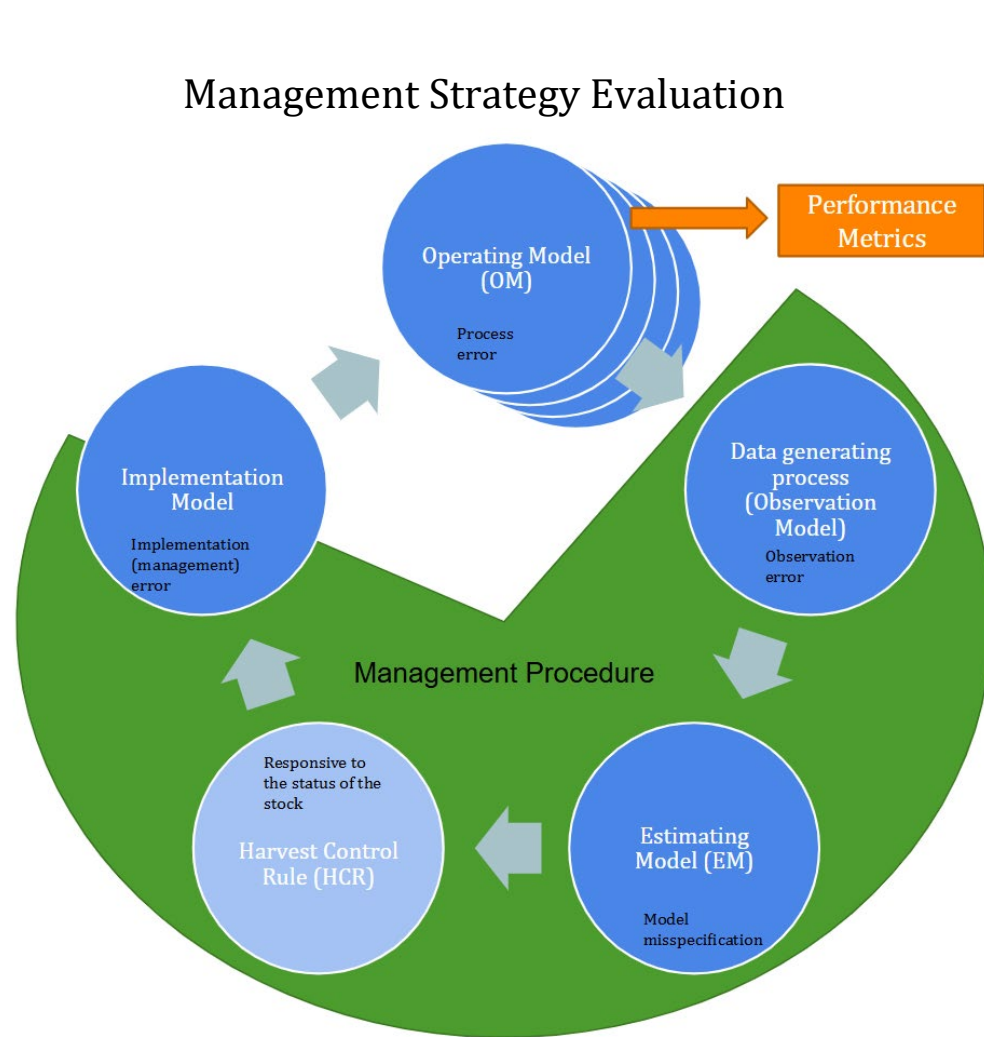 Management Strategy Evaluation
Performance
Metrics
Operating Model
(OM)
Process
error
Data generating
process
(Observation
Model)
Observation
error
Implementation
Model
Implementation
(management)
error
Management Procedure
Responsive to
the status of the
stock
Harvest Control
Rule (HCR)
Estimating
Model (EM)
Model
misspecification